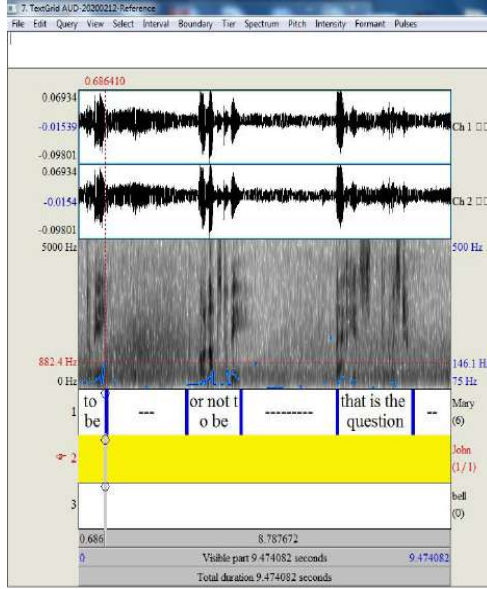 7. TextGrid AUD-20200212-Reference
File Edit Query View Select Interval Boundary Tier Spectrum Pitch Intensity Formant Pulses
0.686410
0.06934
-0.01539
-0.09801
Ch 1
0.06934
-0.0154
-0.09801
Ch 2
5000 Hz
500 Hz
882.4 Hz
146.1 H
0 Hz
75 Hz
1
to
be
---
or not t
o be
---------
that is the
question
--
Mary
(6)
2
John
(1/1)
3
bell
(0)
0.686
8.787672
0
Visible part 9.474082 seconds
9.474082
Total duration 9.474082 seconds